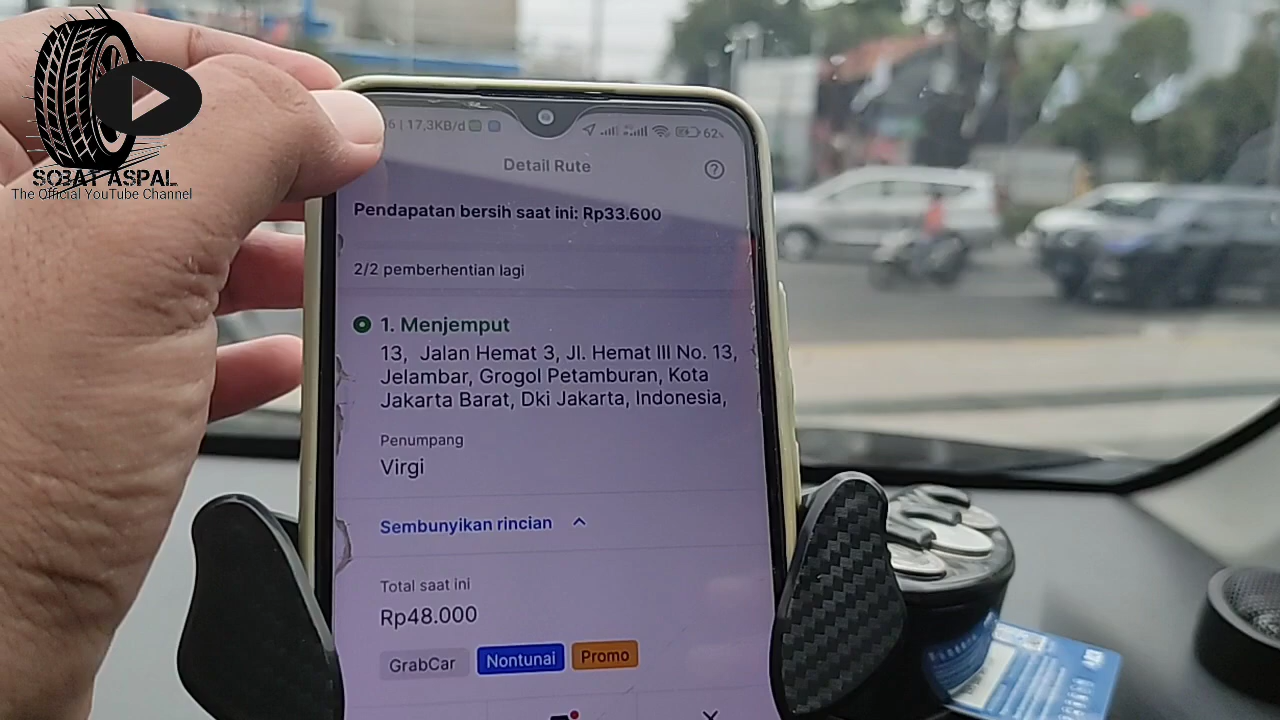 SOBAT ASPAL
The Official YouTube Channel
6 | 17,3KB/d
62%
Detail Rute
Pendapatan bersih saat ini: Rp33.600
2/2 pemberhentian lagi
1. Menjemput
13, Jalan Hemat 3, Jl. Hemat III No. 13,
Jelambar, Grogol Petamburan, Kota
Jakarta Barat, Dki Jakarta, Indonesia,
Penumpang
Virgi
Sembunyikan rincian
Total saat ini
Rp48.000
GrabCar
Nontunai
Promo